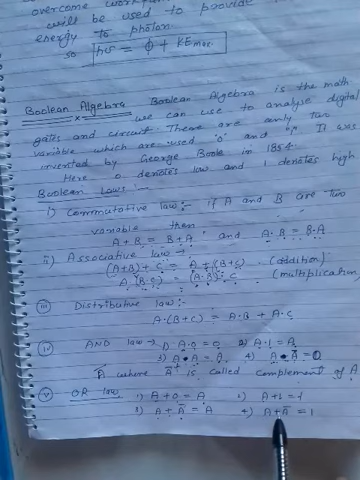 overcome work
will be used to provide
energy to photon.
so hν = ϕ + KEmax.
Boolean Algebra Boolean Algebra is the math
we can use to analyse digital
gates and circuit. There are only two
variable which are used "0" and "1". It was
invented by George Boole in 1854.
Here 0 denotes low and 1 denotes high
Boolean Laws :-
i) Commutative law:- if A and B are two
variable then
A + B = B + A and A.B = B.A
ii) Associative law →
(A+B) + C = A + (B+C) . (addition)
A.(B.C) = (A.B).C (multiplication)
iii) Distributive law:-
A.(B+C) = A.B + A.C
iv) AND law → 1) A.0 = 0 2) A.1 = A
3) A.A = A 4) A.Ā = 0
Ā where Ā is called complement of A
v) OR law 1) A + 0 = A 2) A+1 = 1
3) A + Ā = A 4) A+Ā = 1